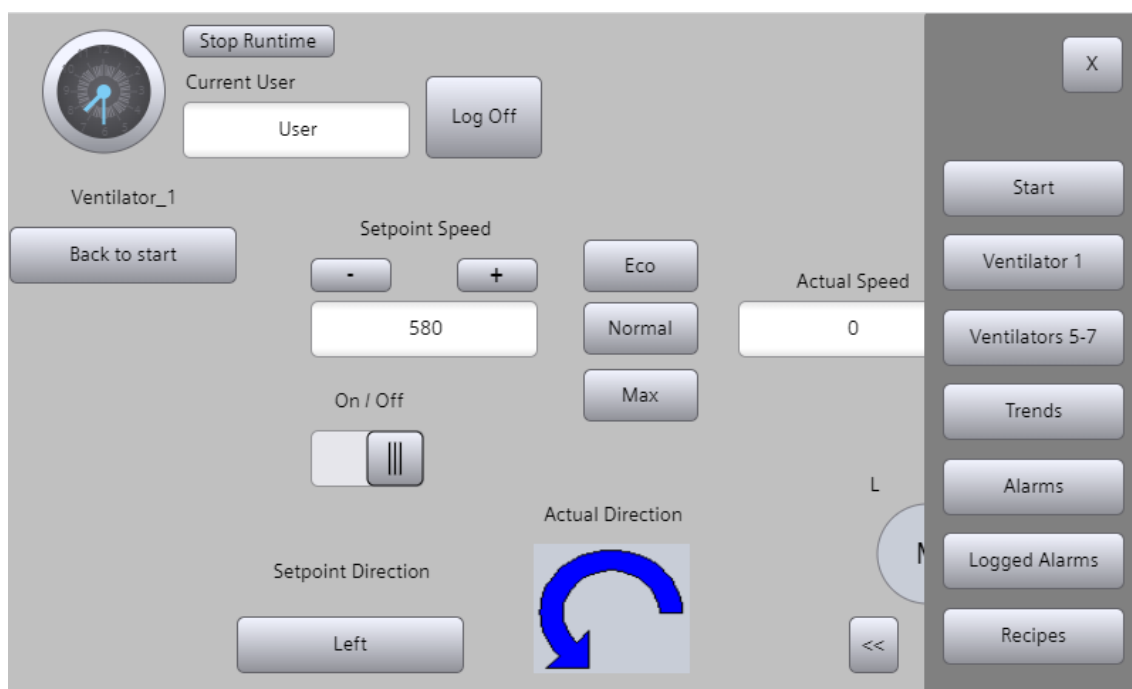 Stop Runtime
Current User
User
Log Off
X
Ventilator_1
Back to start
Setpoint Speed
-
+
580
Eco
Normal
Max
Actual Speed
0
On / Off
Actual Direction
L
Setpoint Direction
Left
<<
Start
Ventilator 1
Ventilators 5-7
Trends
Alarms
Logged Alarms
Recipes